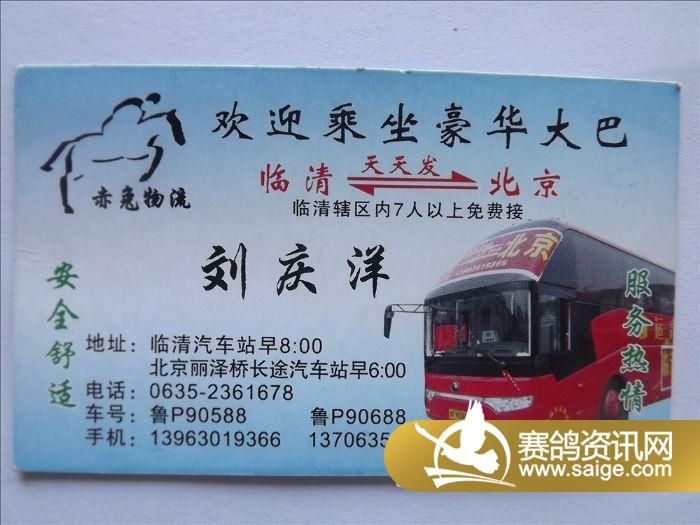 欢迎乘坐豪华大巴
赤兔物流
临清 天天发 北京
临清辖区内7人以上免费接
刘庆洋
安全舒适
服务热情
地址：临清汽车站早8:00
北京丽泽桥长途汽车站早6:00
电话：0635-2361678
车号：鲁P90588 鲁P90688
手机：13963019366 1370635
北京
13963019366
赛鸽资讯网
www.saige.com